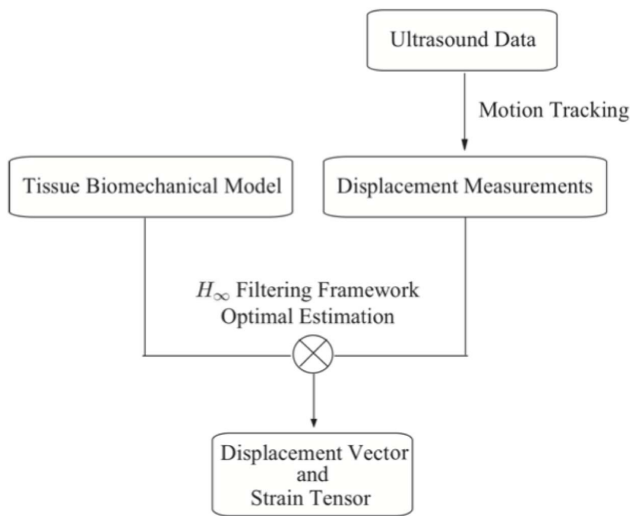 Ultrasound Data
Motion Tracking
Tissue Biomechanical Model
Displacement Measurements
H∞ Filtering Framework
Optimal Estimation
Displacement Vector
and
Strain Tensor